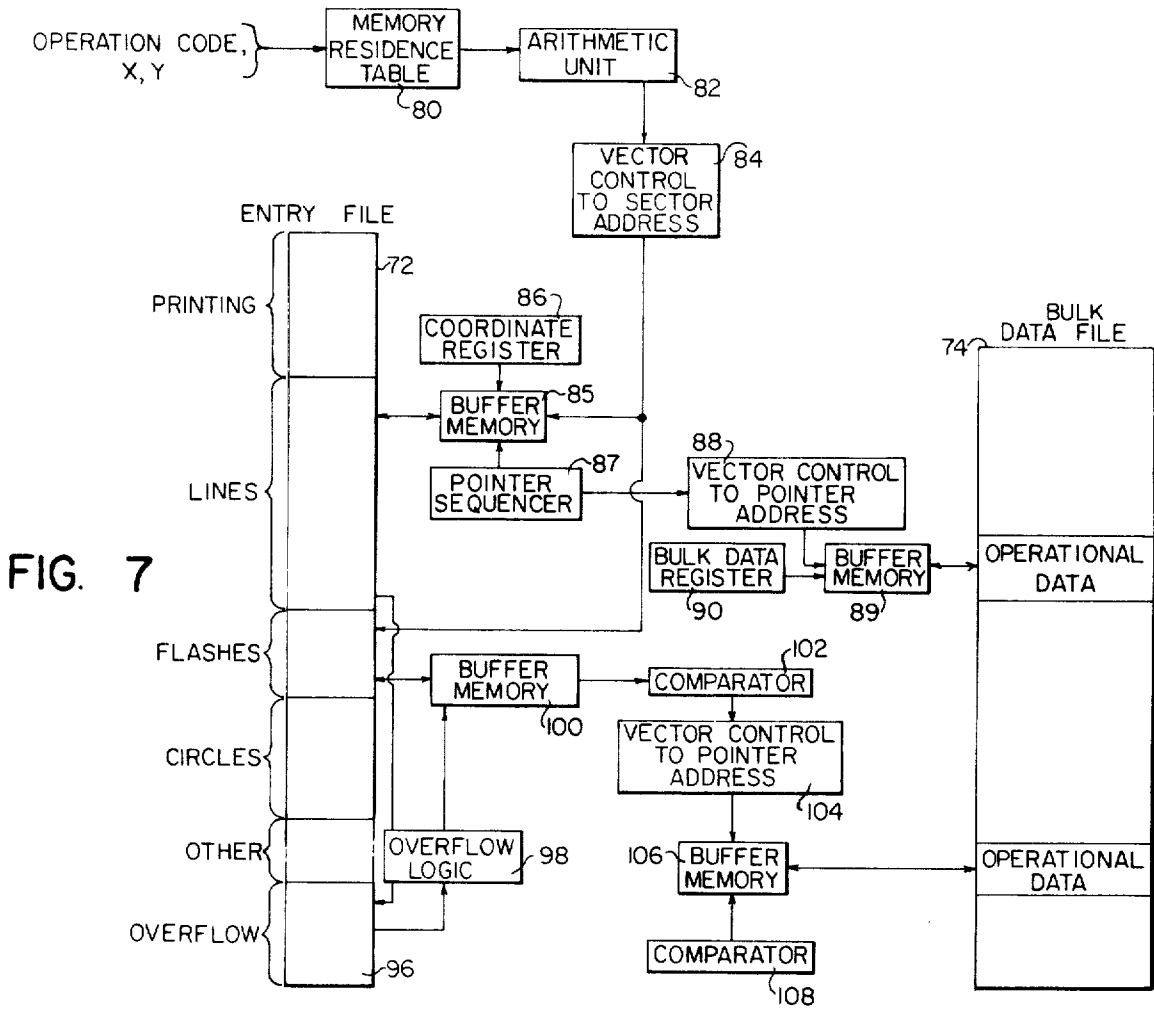 OPERATION CODE,
X, Y
MEMORY
RESIDENCE
TABLE
80
ARITHMETIC
UNIT
82
VECTOR
CONTROL
TO SECTOR
ADDRESS
84
ENTRY FILE
72
PRINTING
LINES
FLASHES
CIRCLES
OTHER
OVERFLOW
96
86
COORDINATE
REGISTER
85
BUFFER
MEMORY
87
POINTER
SEQUENCER
88
VECTOR CONTROL
TO POINTER
ADDRESS
BULK DATA
REGISTER
90
BUFFER
MEMORY
89
BULK
DATA FILE
74
OPERATIONAL
DATA
FIG. 7
BUFFER
MEMORY
100
102
COMPARATOR
VECTOR CONTROL
TO POINTER
ADDRESS
104
OVERFLOW
LOGIC
98
106
BUFFER
MEMORY
OPERATIONAL
DATA
COMPARATOR
108